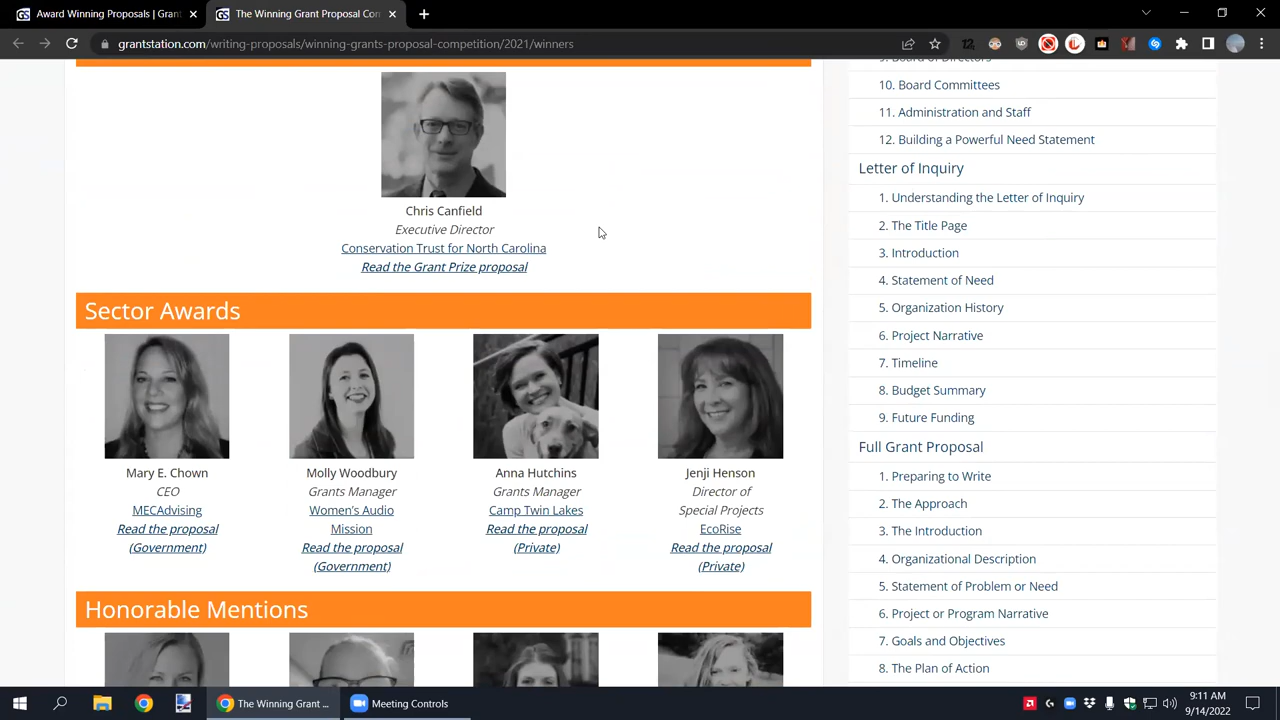 Award Winning Proposals | Grant
The Winning Grant Proposal Com
grantstation.com/writing-proposals/winning-grants-proposal-competition/2021/winners
Chris Canfield
Executive Director
Conservation Trust for North Carolina
Read the Grant Prize proposal
Sector Awards
Mary E. Chown
CEO
MECAdvising
Read the proposal
(Government)
Molly Woodbury
Grants Manager
Women's Audio
Mission
Read the proposal
(Government)
Anna Hutchins
Grants Manager
Camp Twin Lakes
Read the proposal
(Private)
Jenji Henson
Director of
Special Projects
EcoRise
Read the proposal
(Private)
Honorable Mentions
9. Board of Directors
10. Board Committees
11. Administration and Staff
12. Building a Powerful Need Statement
Letter of Inquiry
1. Understanding the Letter of Inquiry
2. The Title Page
3. Introduction
4. Statement of Need
5. Organization History
6. Project Narrative
7. Timeline
8. Budget Summary
9. Future Funding
Full Grant Proposal
1. Preparing to Write
2. The Approach
3. The Introduction
4. Organizational Description
5. Statement of Problem or Need
6. Project or Program Narrative
7. Goals and Objectives
8. The Plan of Action
The Winning Grant ...
Meeting Controls
9:11 AM
9/14/2022